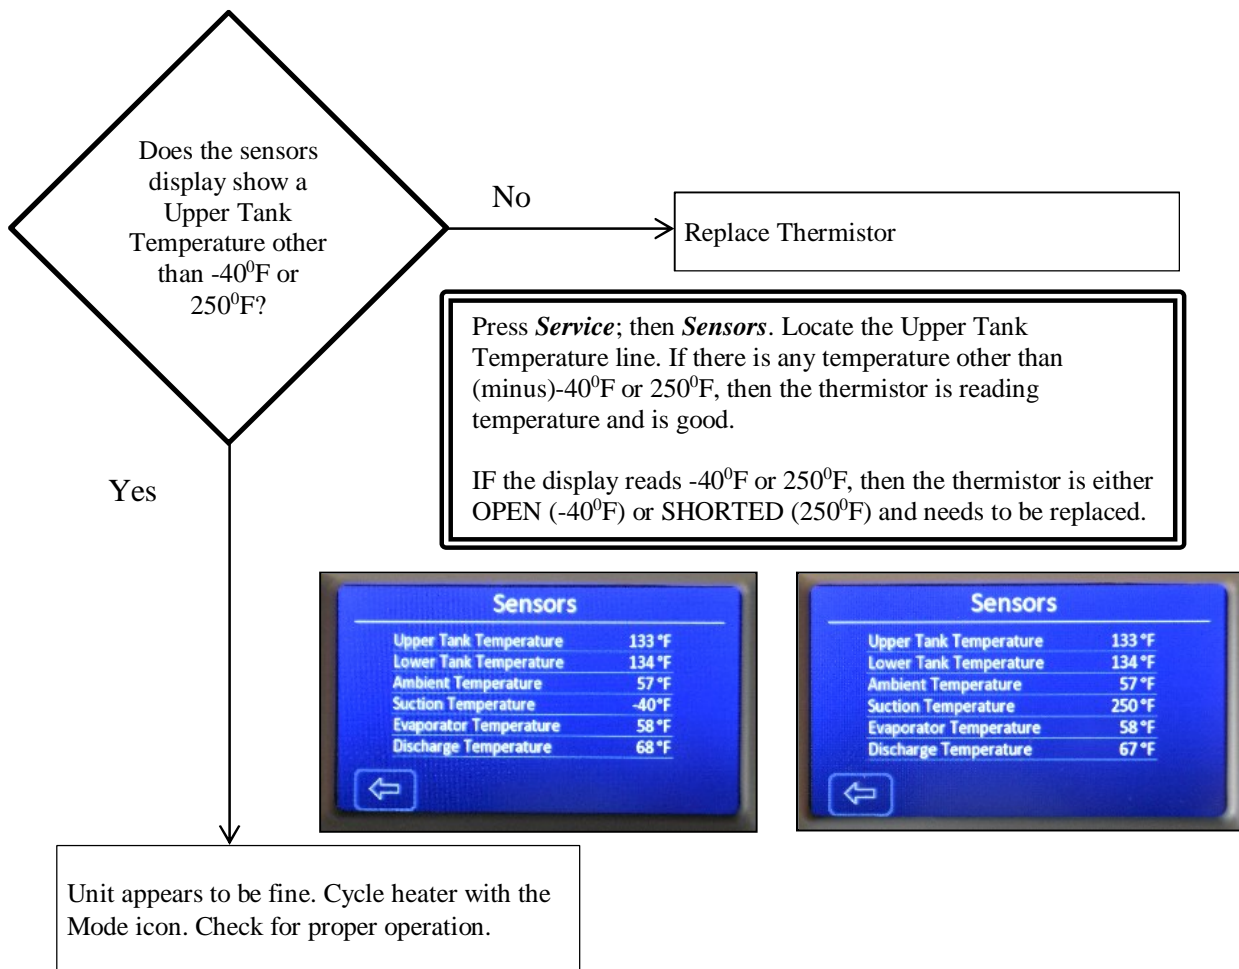 Does the sensors
display show a
Upper Tank
Temperature other
than -40⁰F or
250⁰F?
No
Replace Thermistor
Press Service; then Sensors. Locate the Upper Tank
Temperature line. If there is any temperature other than
(minus)-40⁰F or 250⁰F, then the thermistor is reading
temperature and is good.
IF the display reads -40⁰F or 250⁰F, then the thermistor is either
OPEN (-40⁰F) or SHORTED (250⁰F) and needs to be replaced.
Yes
Sensors
Upper Tank Temperature 133 °F
Lower Tank Temperature 134 °F
Ambient Temperature 57 °F
Suction Temperature -40°F
Evaporator Temperature 58 °F
Discharge Temperature 68 °F
Sensors
Upper Tank Temperature 133 °F
Lower Tank Temperature 134 °F
Ambient Temperature 57 °F
Suction Temperature 250 °F
Evaporator Temperature 58 °F
Discharge Temperature 67 °F
Unit appears to be fine. Cycle heater with the
Mode icon. Check for proper operation.